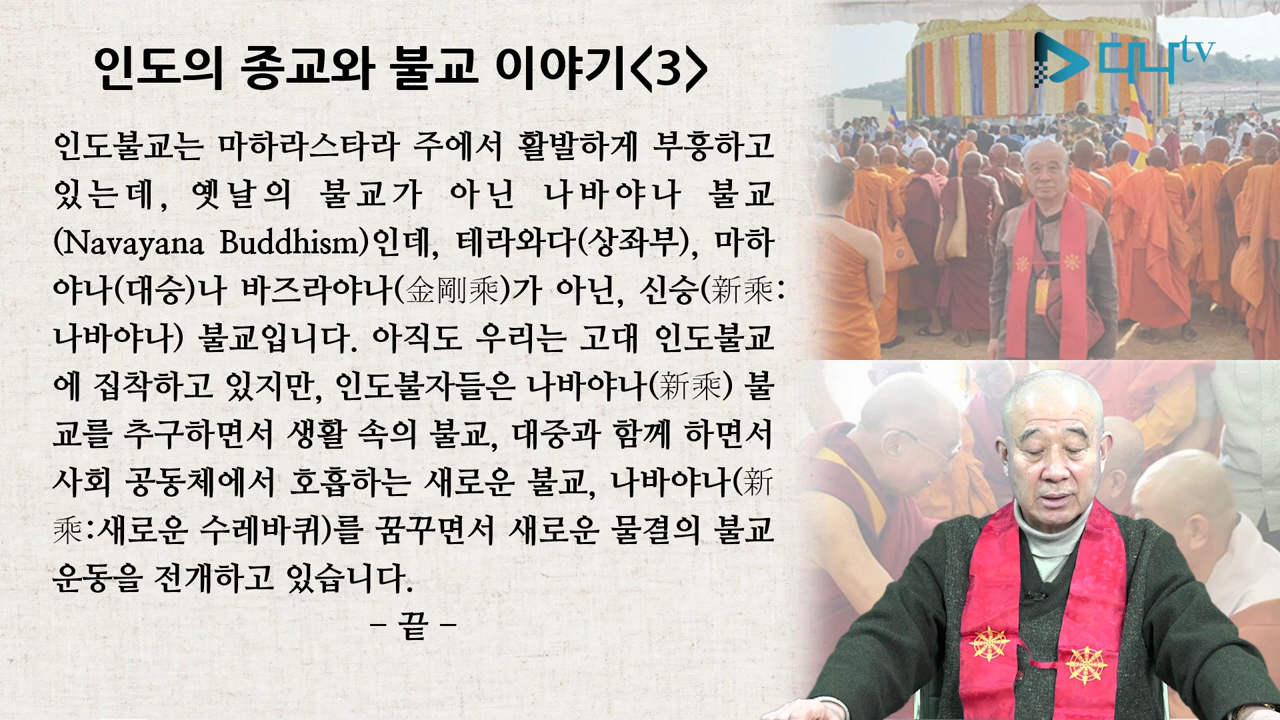 인도의 종교와 불교 이야기<3>
인도불교는 마하라스타라 주에서 활발하게 부흥하고
있는데, 옛날의 불교가 아닌 나바야나 불교
(Navayana Buddhism)인데, 테라와다(상좌부), 마하
야나(대승)나 바즈라야나(金剛乘)가 아닌, 신승(新乘:
나바야나) 불교입니다. 아직도 우리는 고대 인도불교
에 집착하고 있지만, 인도불자들은 나바야나(新乘) 불
교를 추구하면서 생활 속의 불교, 대중과 함께 하면서
사회 공동체에서 호흡하는 새로운 불교, 나바야나(新
乘:새로운 수레바퀴)를 꿈꾸면서 새로운 물결의 불교
운동을 전개하고 있습니다.
- 끝 -
tv